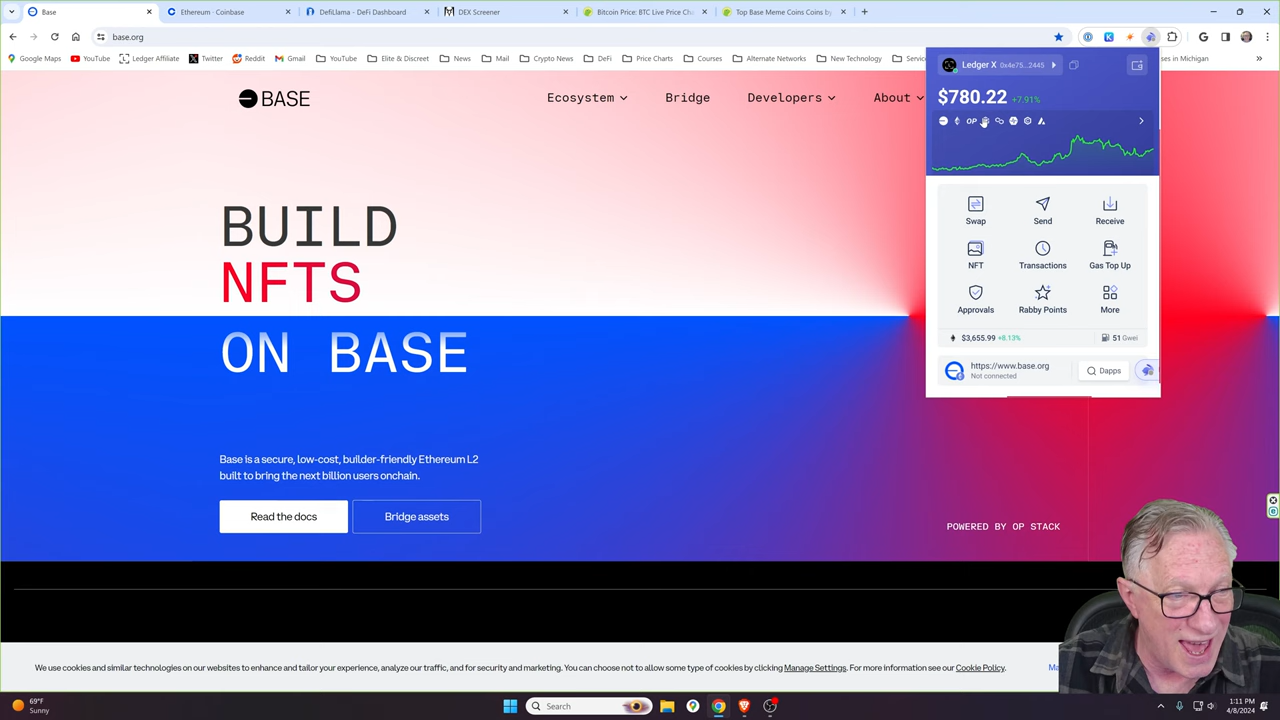 Base
Ethereum · Coinbase
DefiLlama - DeFi Dashboard
DEX Screener
Bitcoin Price: BTC Live Price Cha
Top Base Meme Coins Coins by
base.org
Google Maps
YouTube
Ledger Affiliate
Twitter
Reddit
Gmail
YouTube
Elite & Discreet
News
Mail
Crypto News
DeFi
Price Charts
Courses
Alternate Networks
New Technology
Servic
es in Michigan
BASE
Ecosystem
Bridge
Developers
About
Ledger X 0x4e75...2445
$780.22 +7.91%
OP
Swap
Send
Receive
NFT
Transactions
Gas Top Up
Approvals
Rabby Points
More
$3,655.99 +8.13%
51 Gwei
https://www.base.org
Not connected
Dapps
BUILD
NFTS
ON BASE
Base is a secure, low-cost, builder-friendly Ethereum L2
built to bring the next billion users onchain.
Read the docs
Bridge assets
POWERED BY OP STACK
We use cookies and similar technologies on our websites to enhance and tailor your experience, analyze our traffic, and for security and marketing. You can choose not to allow some type of cookies by clicking Manage Settings. For more information see our Cookie Policy.
Ma
69°F
Sunny
Search
1:11 PM
4/8/2024